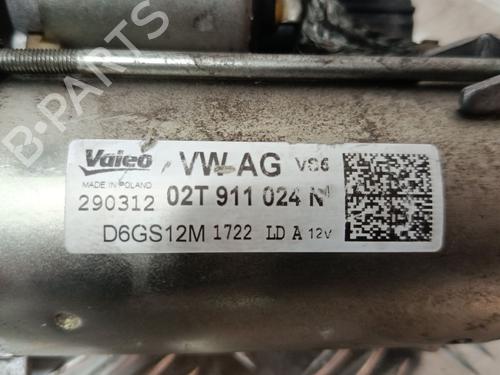 B-PARTS
Valeo VW AG VS6
MADE IN POLAND
290312 02T 911 024 N
D6GS12M 1722 LD A 12V